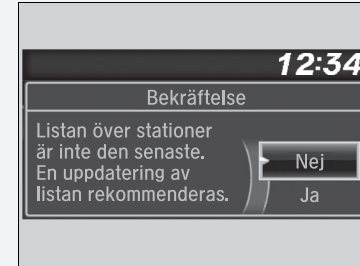 12:34
Bekräftelse
Listan över stationer
är inte den senaste.
En uppdatering av
listan rekommenderas.
Nej
Ja